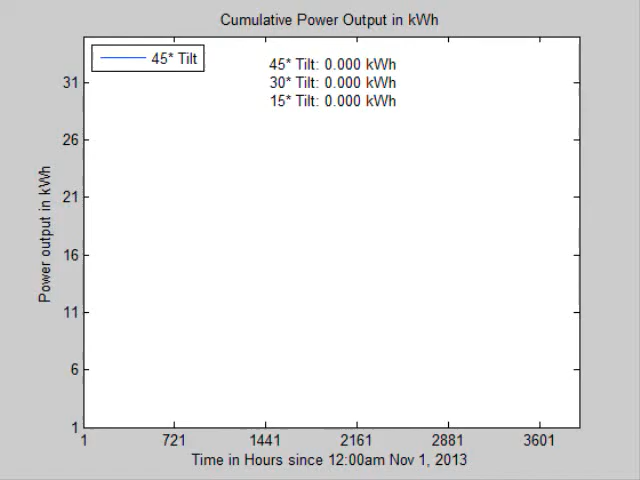 Cumulative Power Output in kWh
45* Tilt
45* Tilt: 0.000 kWh
30* Tilt: 0.000 kWh
15* Tilt: 0.000 kWh
31
26
21
16
11
6
1
Power output in kWh
1 721 1441 2161 2881 3601
Time in Hours since 12:00am Nov 1, 2013